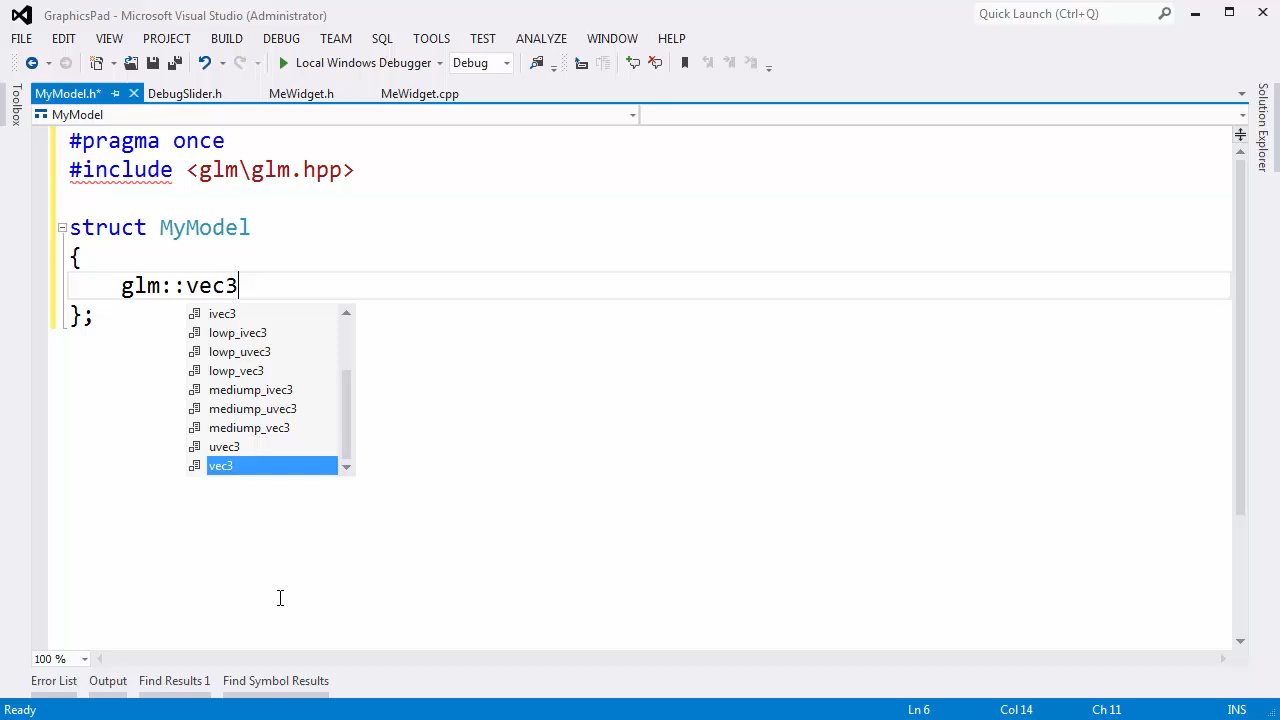 GraphicsPad - Microsoft Visual Studio (Administrator)
Quick Launch (Ctrl+Q)
FILE EDIT VIEW PROJECT BUILD DEBUG TEAM SQL TOOLS TEST ANALYZE WINDOW HELP
Local Windows Debugger Debug
MyModel.h* DebugSlider.h MeWidget.h MeWidget.cpp
Toolbox
Solution Explorer
MyModel
#pragma once
#include <glm\glm.hpp>
struct MyModel
{
glm::vec3
};
ivec3
lowp_ivec3
lowp_uvec3
lowp_vec3
mediump_ivec3
mediump_uvec3
mediump_vec3
uvec3
vec3
100 %
Error List Output Find Results 1 Find Symbol Results
Ready Ln 6 Col 14 Ch 11 INS